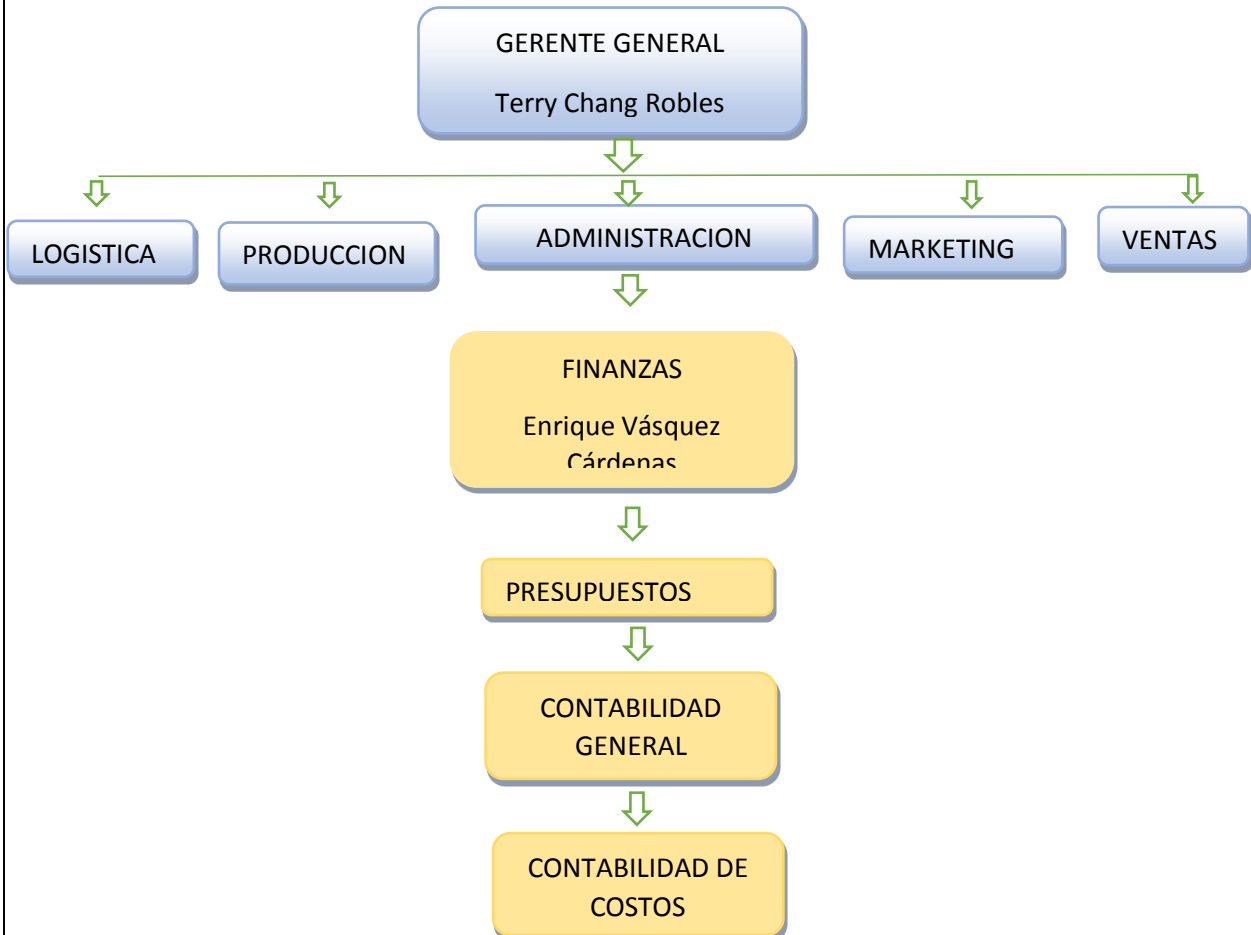 GERENTE GENERAL
Terry Chang Robles
LOGISTICA
PRODUCCION
ADMINISTRACION
MARKETING
VENTAS
FINANZAS
Enrique Vásquez
Cárdenas
PRESUPUESTOS
CONTABILIDAD
GENERAL
CONTABILIDAD DE
COSTOS